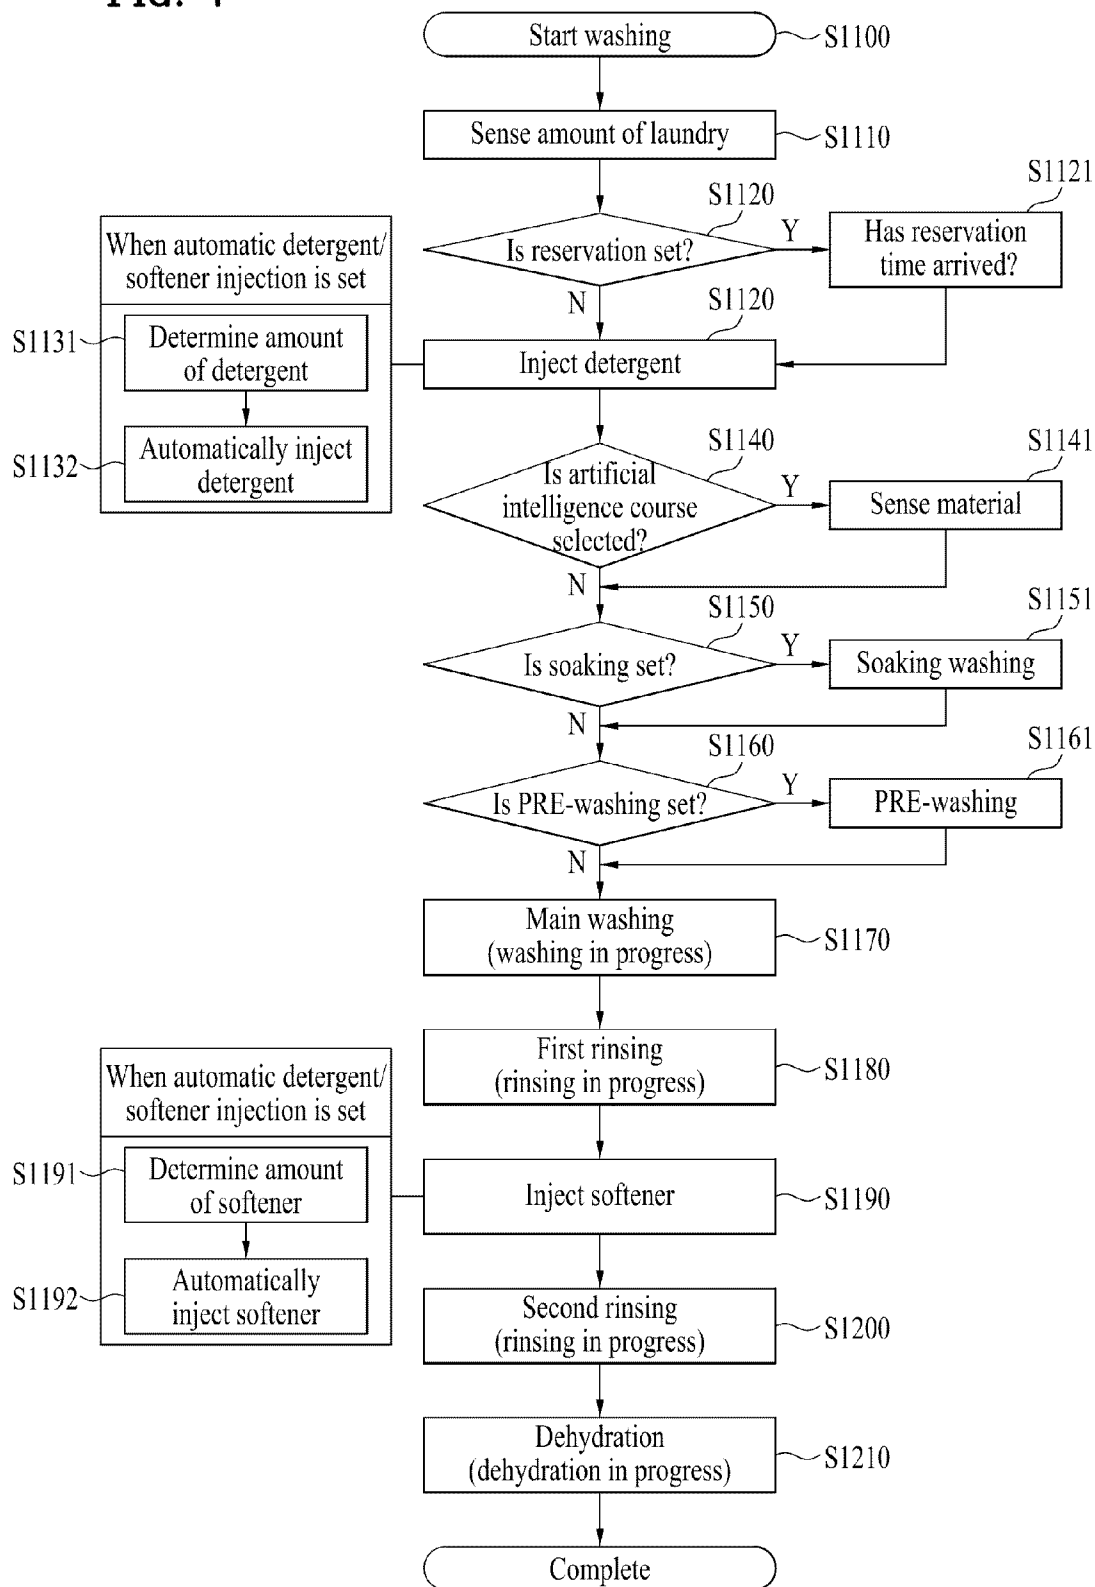 FIG. 4
Start washing
S1100
Sense amount of laundry
S1110
S1120
Is reservation set?
Y
N
S1121
Has reservation
time arrived?
When automatic detergent/
softener injection is set
S1131
Determine amount
of detergent
S1132
Automatically inject
detergent
S1120
Inject detergent
S1140
Is artificial
intelligence course
selected?
Y
N
S1141
Sense material
S1150
Is soaking set?
Y
N
S1151
Soaking washing
S1160
Is PRE-washing set?
Y
N
S1161
PRE-washing
Main washing
(washing in progress)
S1170
First rinsing
(rinsing in progress)
S1180
When automatic detergent/
softener injection is set
S1191
Determine amount
of softener
S1192
Automatically
inject softener
Inject softener
S1190
Second rinsing
(rinsing in progress)
S1200
Dehydration
(dehydration in progress)
S1210
Complete